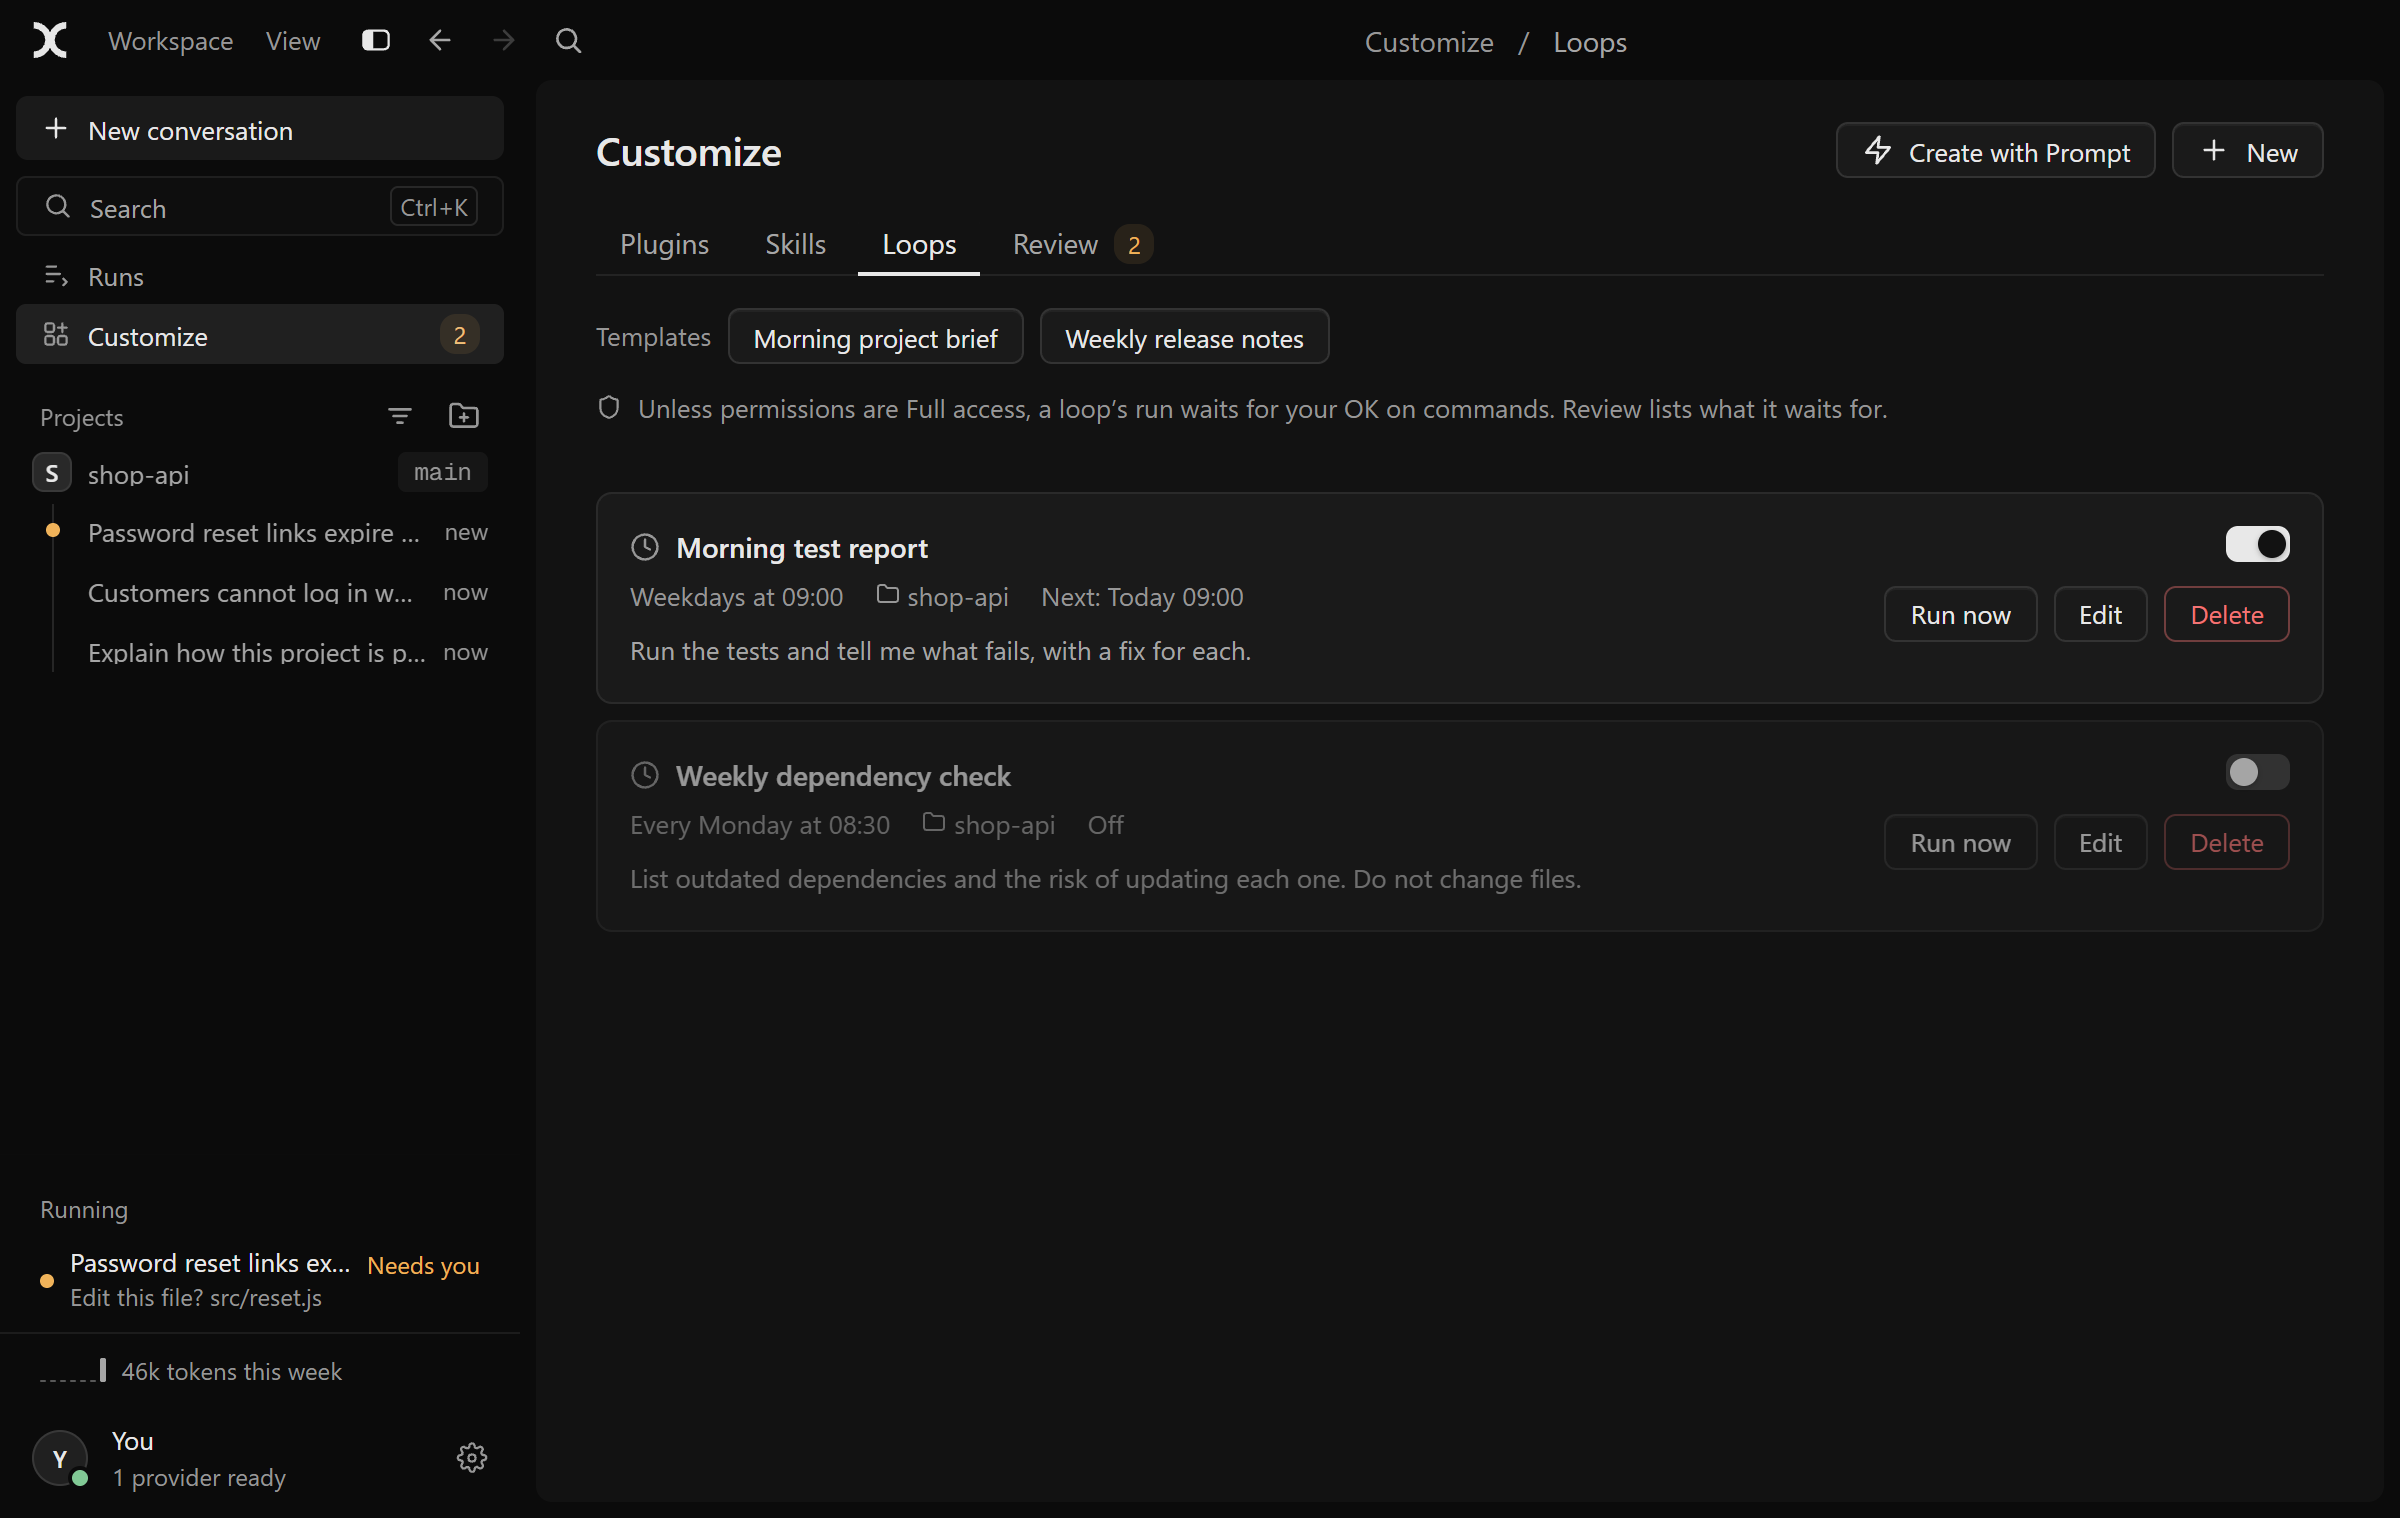 Workspace View
Customize / Loops
New conversation
Search Ctrl+K
Runs
Customize 2
Projects
S shop-api main
Password reset links expire ... new
Customers cannot log in w... now
Explain how this project is p... now
Running
Password reset links ex... Needs you
Edit this file? src/reset.js
46k tokens this week
Y You
1 provider ready
Customize
Create with Prompt
New
Plugins Skills Loops Review 2
Templates Morning project brief Weekly release notes
Unless permissions are Full access, a loop’s run waits for your OK on commands. Review lists what it waits for.
Morning test report
Weekdays at 09:00 shop-api Next: Today 09:00
Run the tests and tell me what fails, with a fix for each.
Run now Edit Delete
Weekly dependency check
Every Monday at 08:30 shop-api Off
List outdated dependencies and the risk of updating each one. Do not change files.
Run now Edit Delete